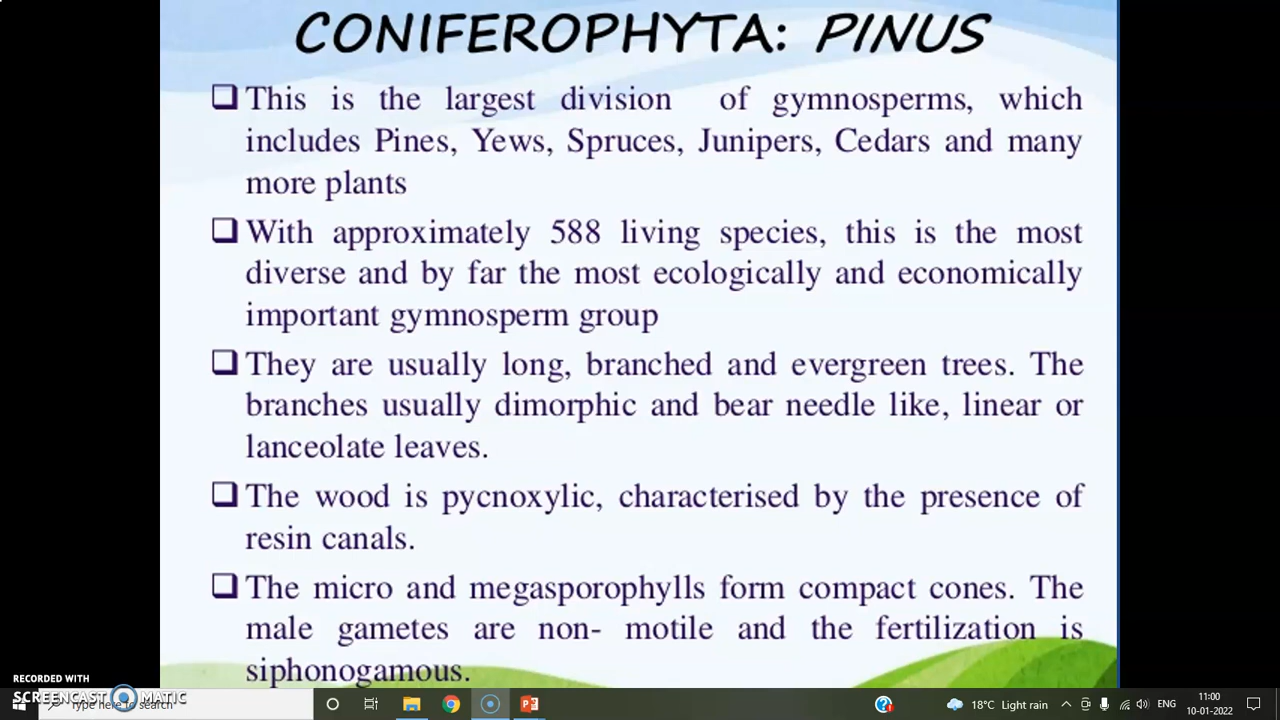 CONIFEROPHYTA: PINUS
This is the largest division of gymnosperms, which
includes Pines, Yews, Spruces, Junipers, Cedars and many
more plants
With approximately 588 living species, this is the most
diverse and by far the most ecologically and economically
important gymnosperm group
They are usually long, branched and evergreen trees. The
branches usually dimorphic and bear needle like, linear or
lanceolate leaves.
The wood is pycnoxylic, characterised by the presence of
resin canals.
The micro and megasporophylls form compact cones. The
male gametes are non- motile and the fertilization is
siphonogamous.
RECORDED WITH
SCREENCAST MATIC
Type here to search
18°C Light rain
ENG
11:00
10-01-2022